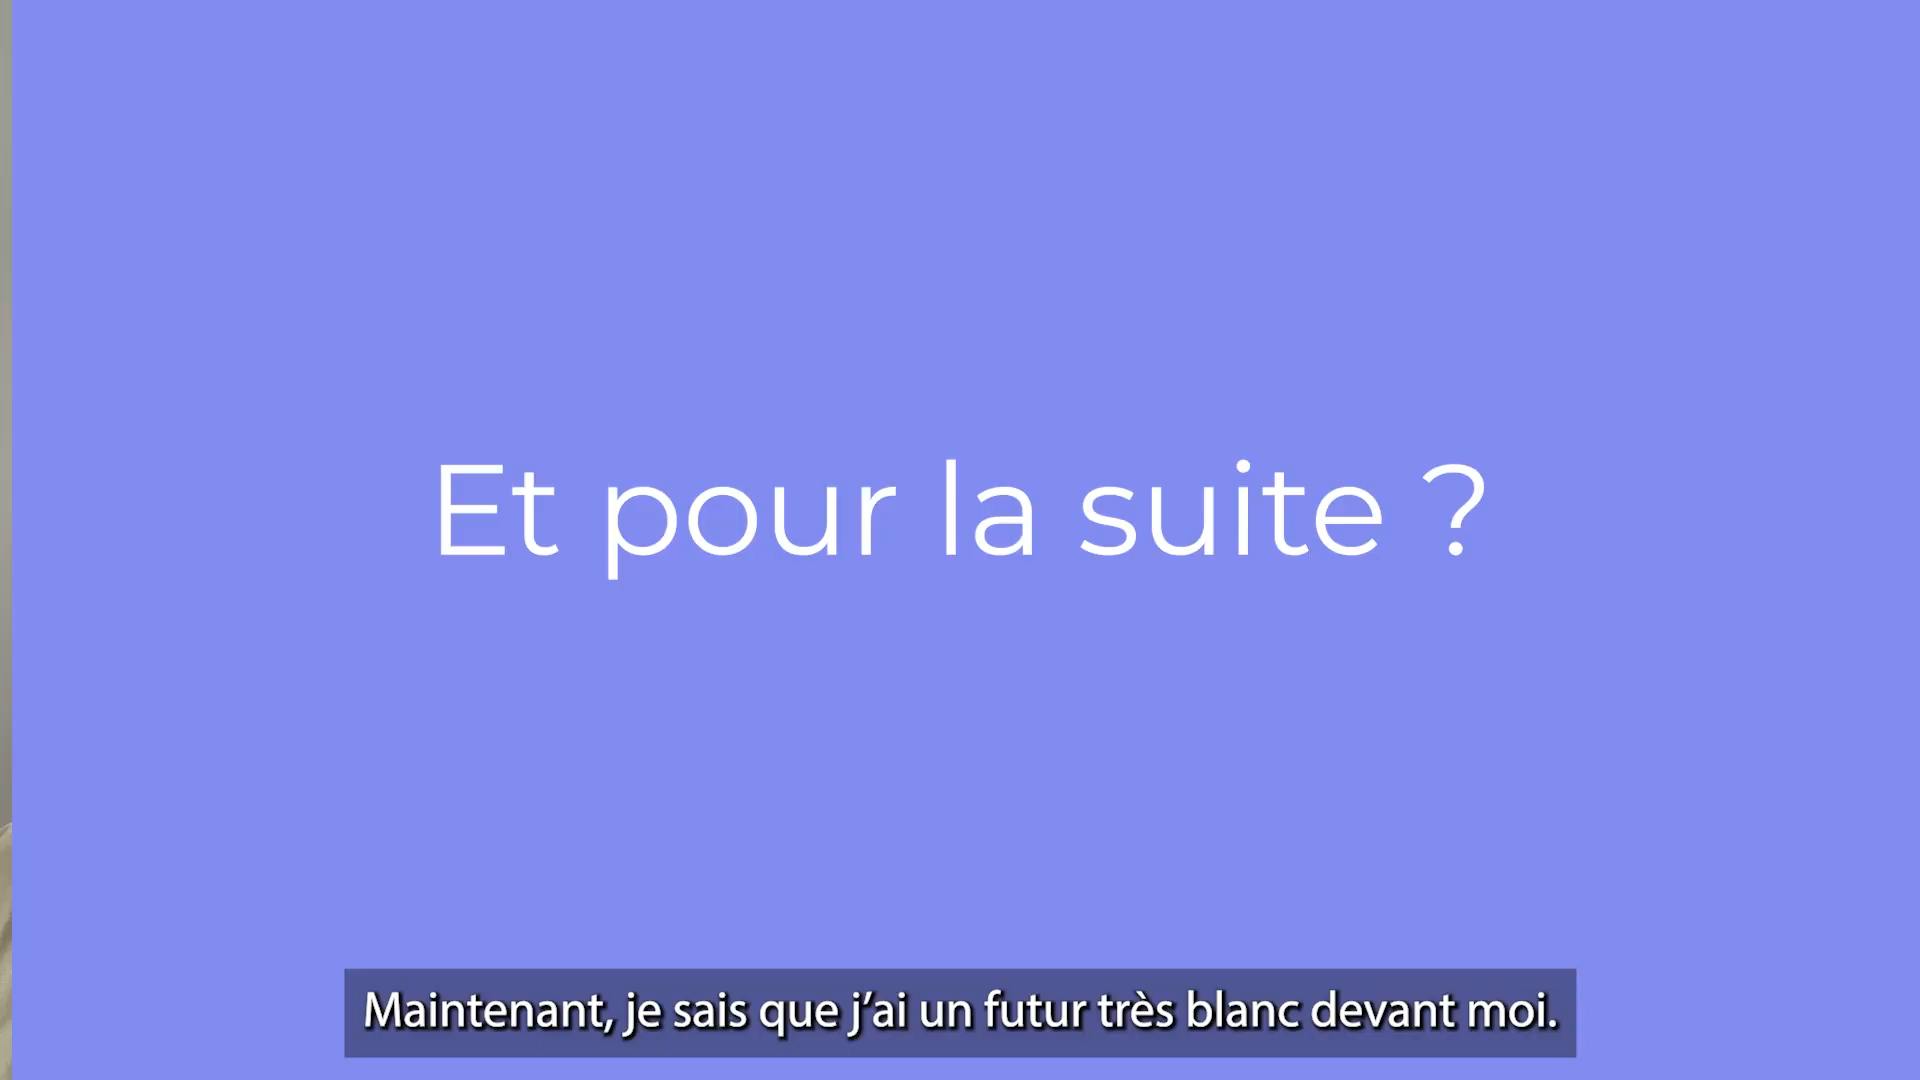 Et pour la suite ?
Maintenant, je sais que j’ai un futur très blanc devant moi.